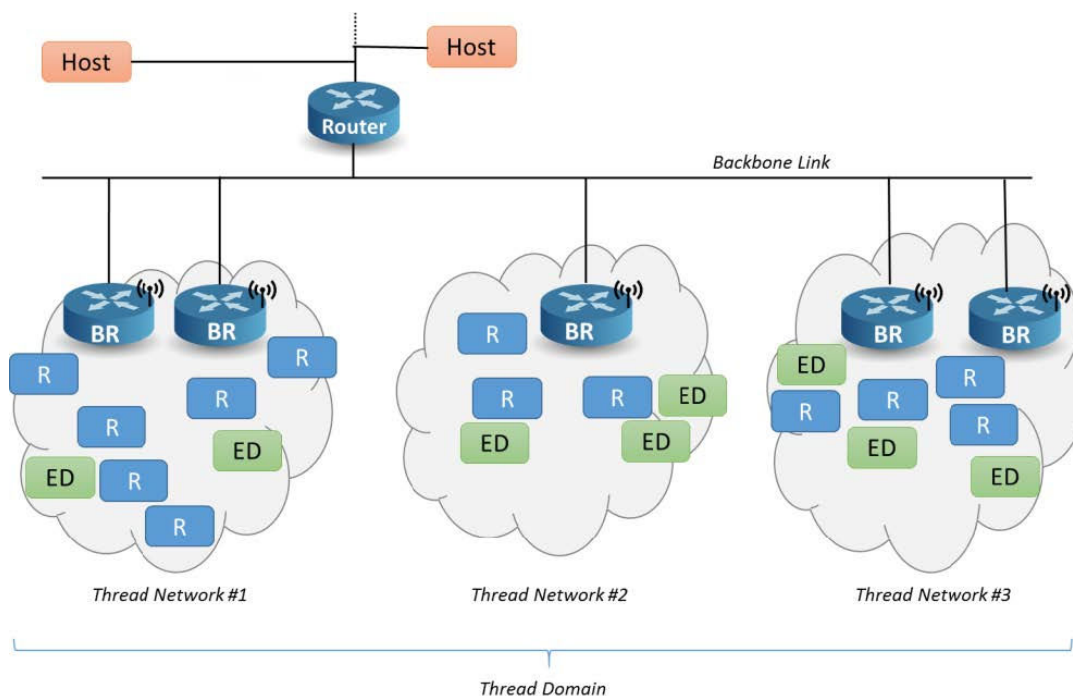 Host
Host
Router
Backbone Link
BR
BR
BR
BR
BR
R
R
R
R
R
R
ED
ED
R
R
R
ED
ED
ED
ED
R
R
R
R
ED
ED
Thread Network #1
Thread Network #2
Thread Network #3
Thread Domain